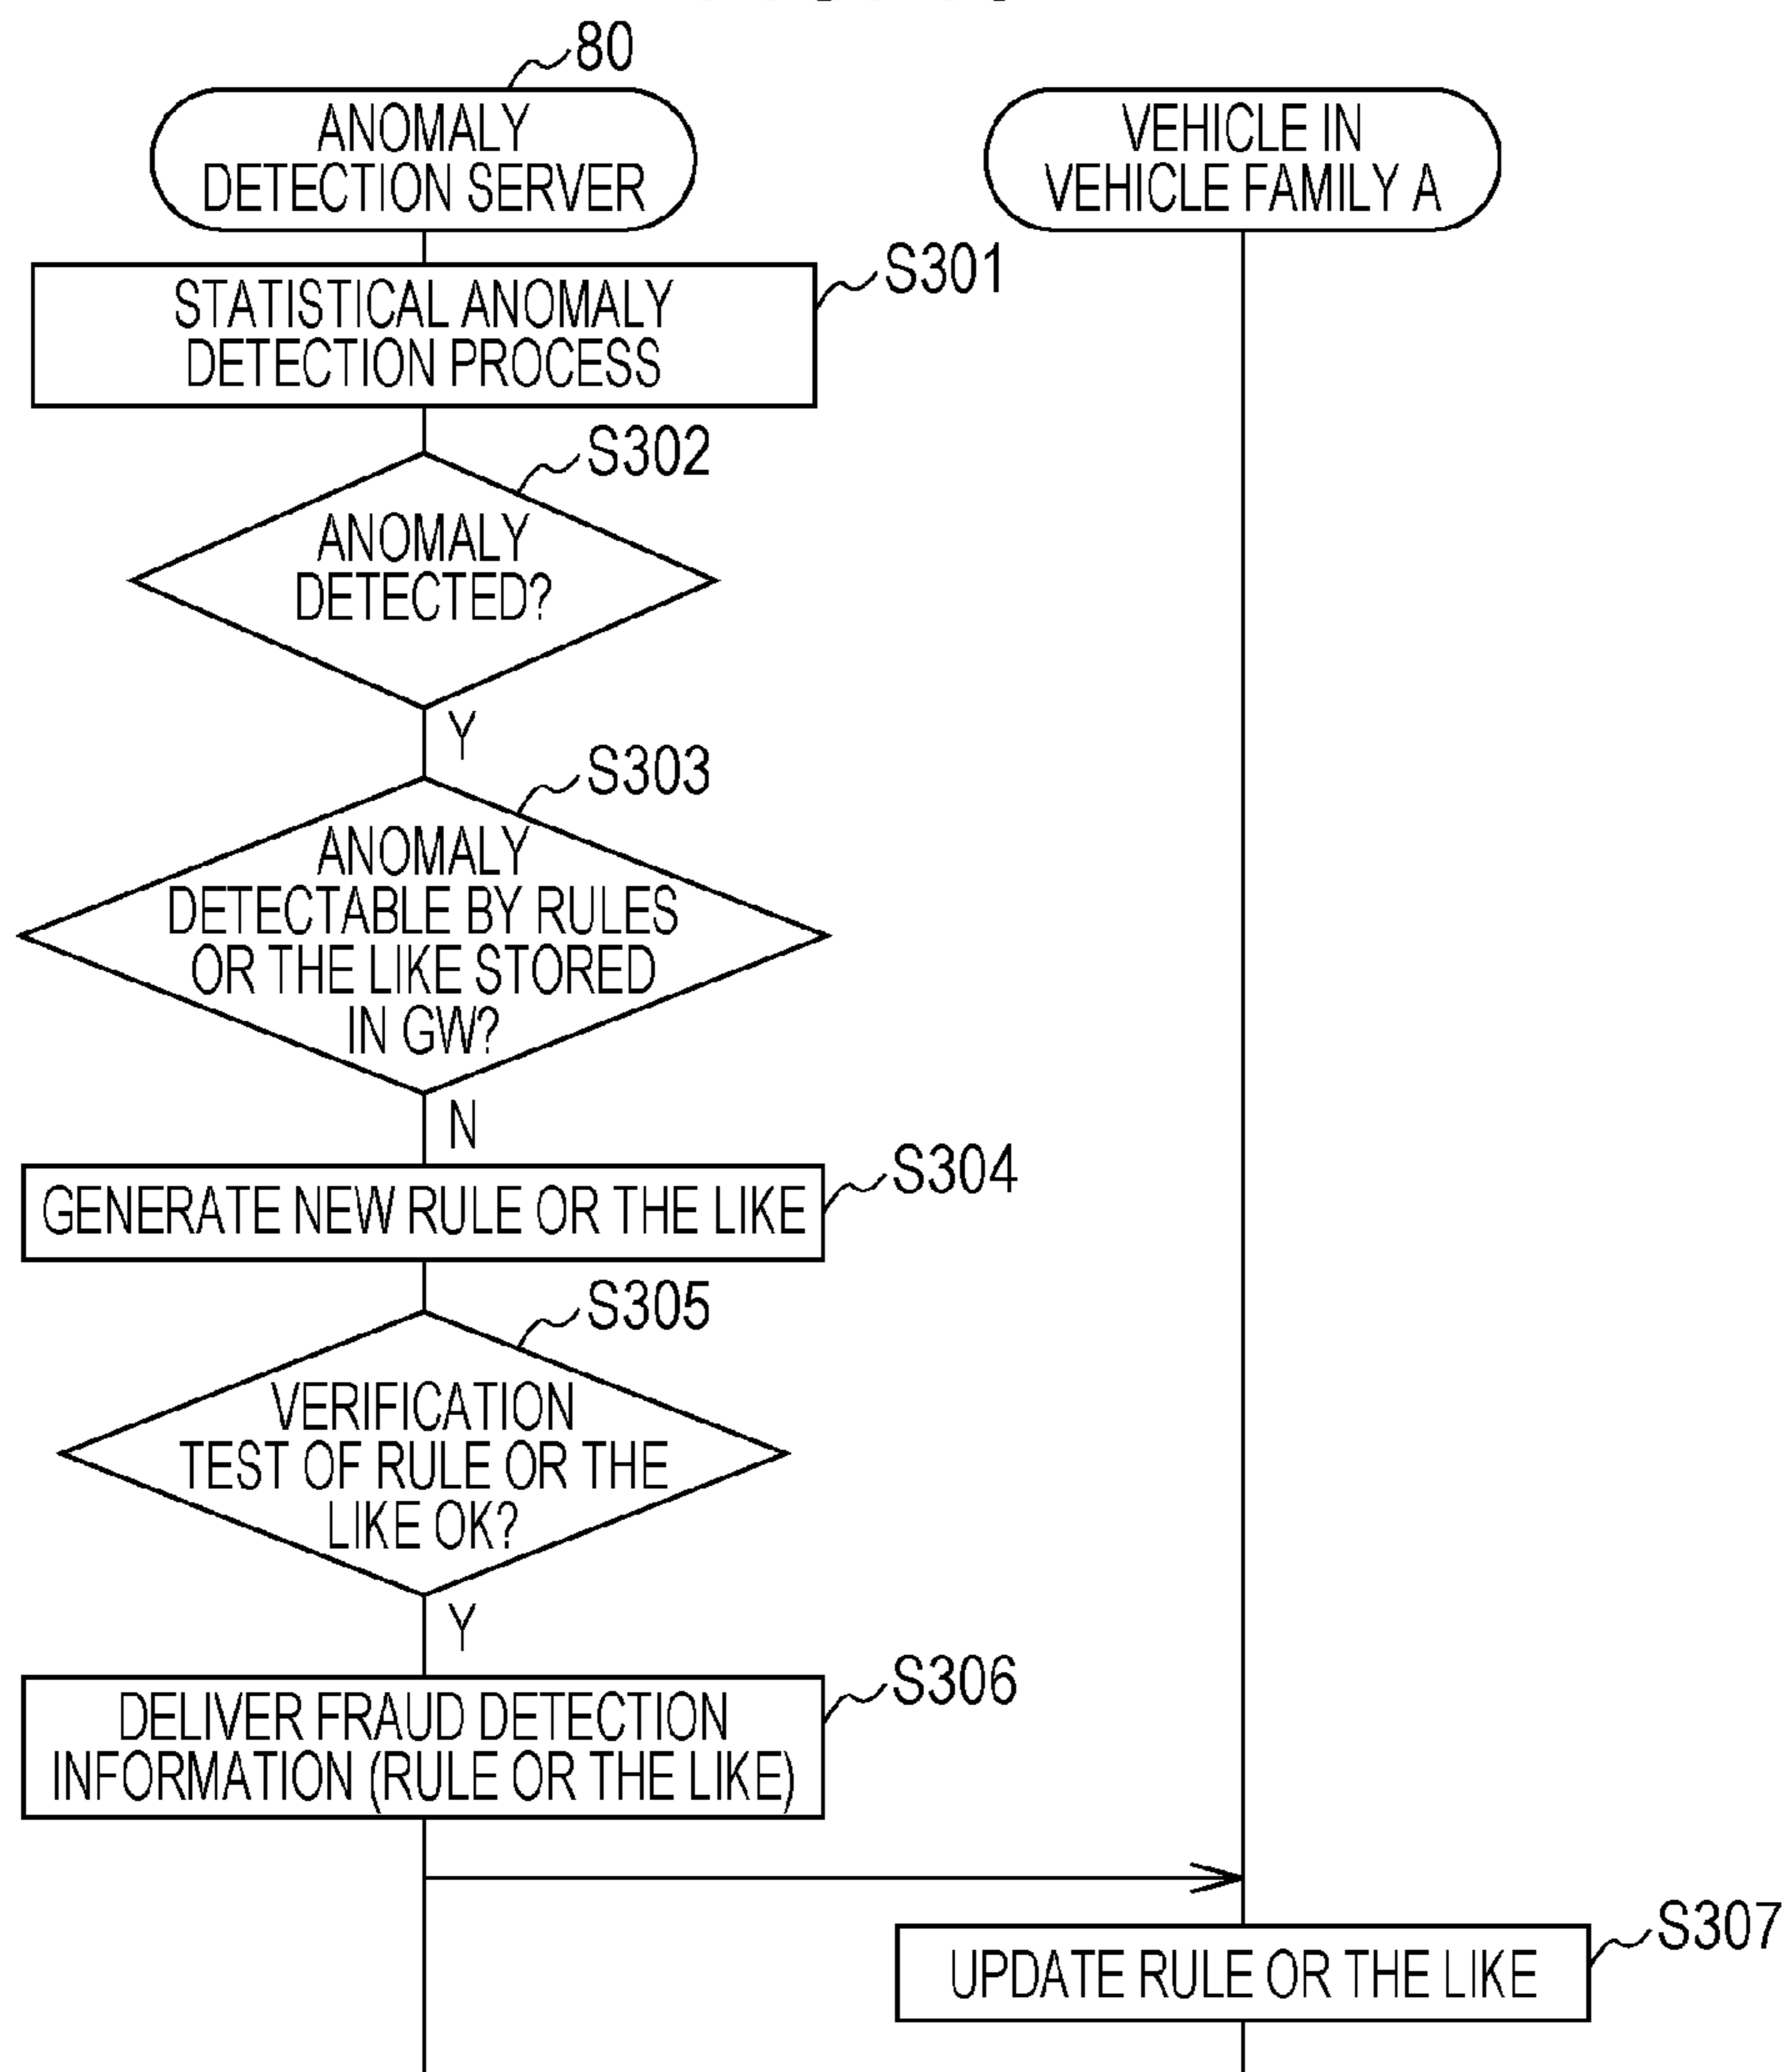 80
ANOMALY
DETECTION SERVER
VEHICLE IN
VEHICLE FAMILY A
S301
STATISTICAL ANOMALY
DETECTION PROCESS
S302
ANOMALY
DETECTED?
Y
S303
ANOMALY
DETECTABLE BY RULES
OR THE LIKE STORED
IN GW?
N
S304
GENERATE NEW RULE OR THE LIKE
S305
VERIFICATION
TEST OF RULE OR THE
LIKE OK?
Y
S306
DELIVER FRAUD DETECTION
INFORMATION (RULE OR THE LIKE)
S307
UPDATE RULE OR THE LIKE